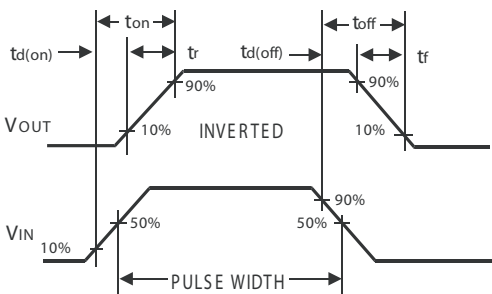 ton
toff
td(on)
tr
td(off)
tf
90%
90%
VOUT
10%
INVERTED
10%
90%
VIN
10%
50%
50%
PULSE WIDTH